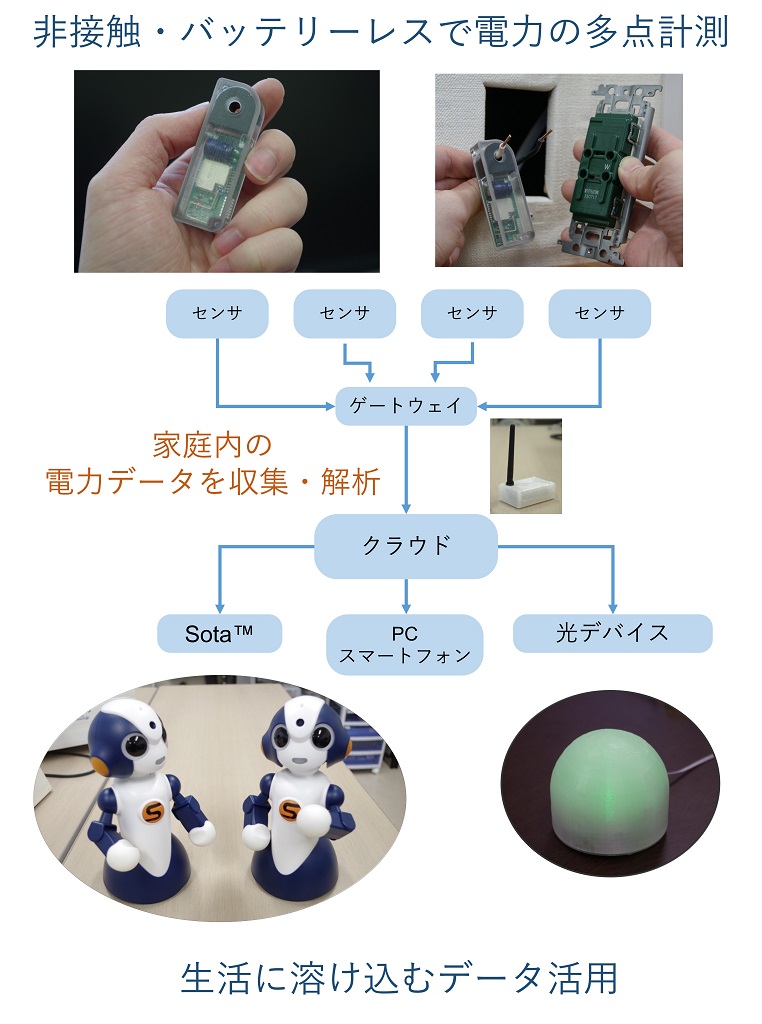 非接触・バッテリーレスで電力の多点計測
センサ
センサ
センサ
センサ
ゲートウェイ
家庭内の
電力データを収集・解析
クラウド
Sota™
PC
スマートフォン
光デバイス
S
S
生活に溶け込むデータ活用